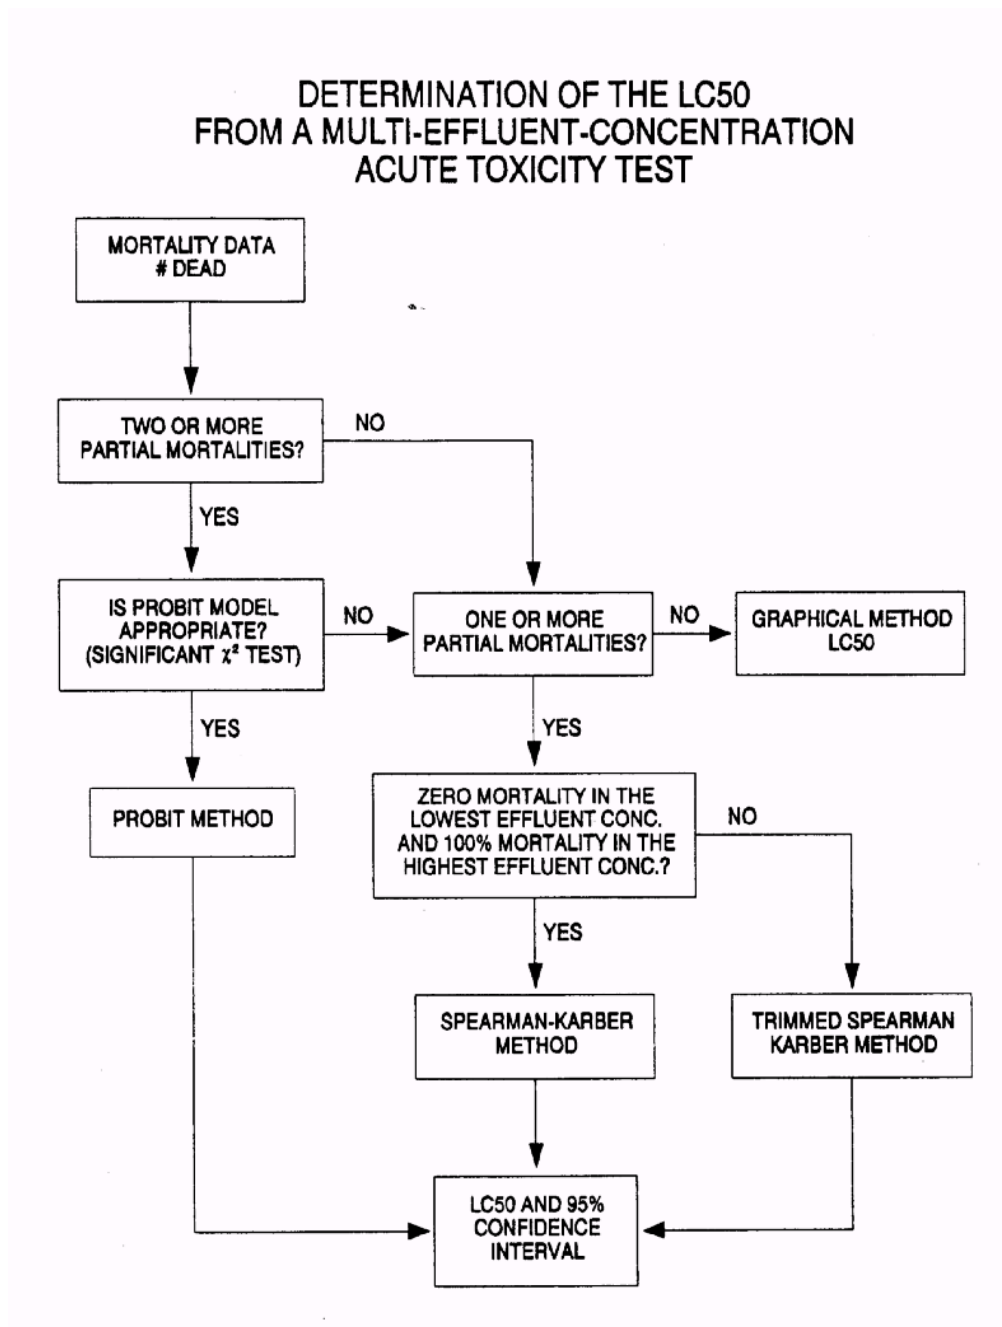 DETERMINATION OF THE LC50
FROM A MULTI-EFFLUENT-CONCENTRATION
ACUTE TOXICITY TEST
MORTALITY DATA
# DEAD
TWO OR MORE
PARTIAL MORTALITIES?
NO
YES
IS PROBIT MODEL
APPROPRIATE?
(SIGNIFICANT χ² TEST)
NO
ONE OR MORE
PARTIAL MORTALITIES?
NO
GRAPHICAL METHOD
LC50
YES
YES
PROBIT METHOD
ZERO MORTALITY IN THE
LOWEST EFFLUENT CONC.
AND 100% MORTALITY IN THE
HIGHEST EFFLUENT CONC.?
NO
YES
SPEARMAN-KARBER
METHOD
TRIMMED SPEARMAN
KARBER METHOD
LC50 AND 95%
CONFIDENCE
INTERVAL